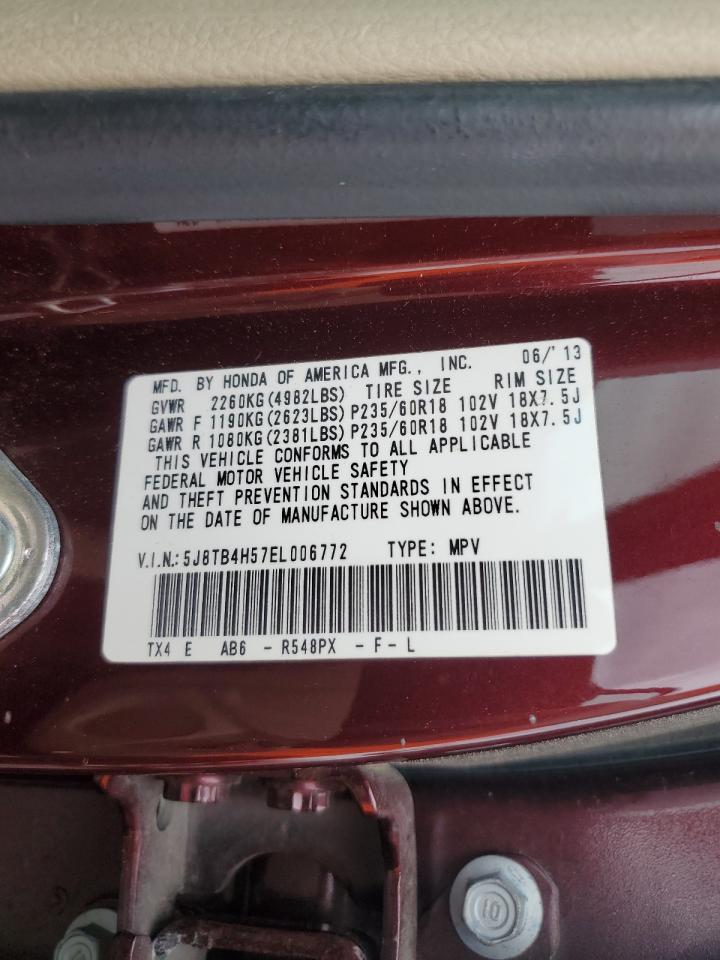 MFD. BY HONDA OF AMERICA MFG., INC. 06/'13
GVWR 2260KG(4982LBS) TIRE SIZE RIM SIZE
GAWR F 1190KG(2623LBS) P235/60R18 102V 18X7.5J
GAWR R 1080KG(2381LBS) P235/60R18 102V 18X7.5J
THIS VEHICLE CONFORMS TO ALL APPLICABLE
FEDERAL MOTOR VEHICLE SAFETY
AND THEFT PREVENTION STANDARDS IN EFFECT
ON THE DATE OF MANUFACTURE SHOWN ABOVE.
V.I.N.: 5J8TB4H57EL006772 TYPE: MPV
TX4 E AB6 - R548PX - F - L
10